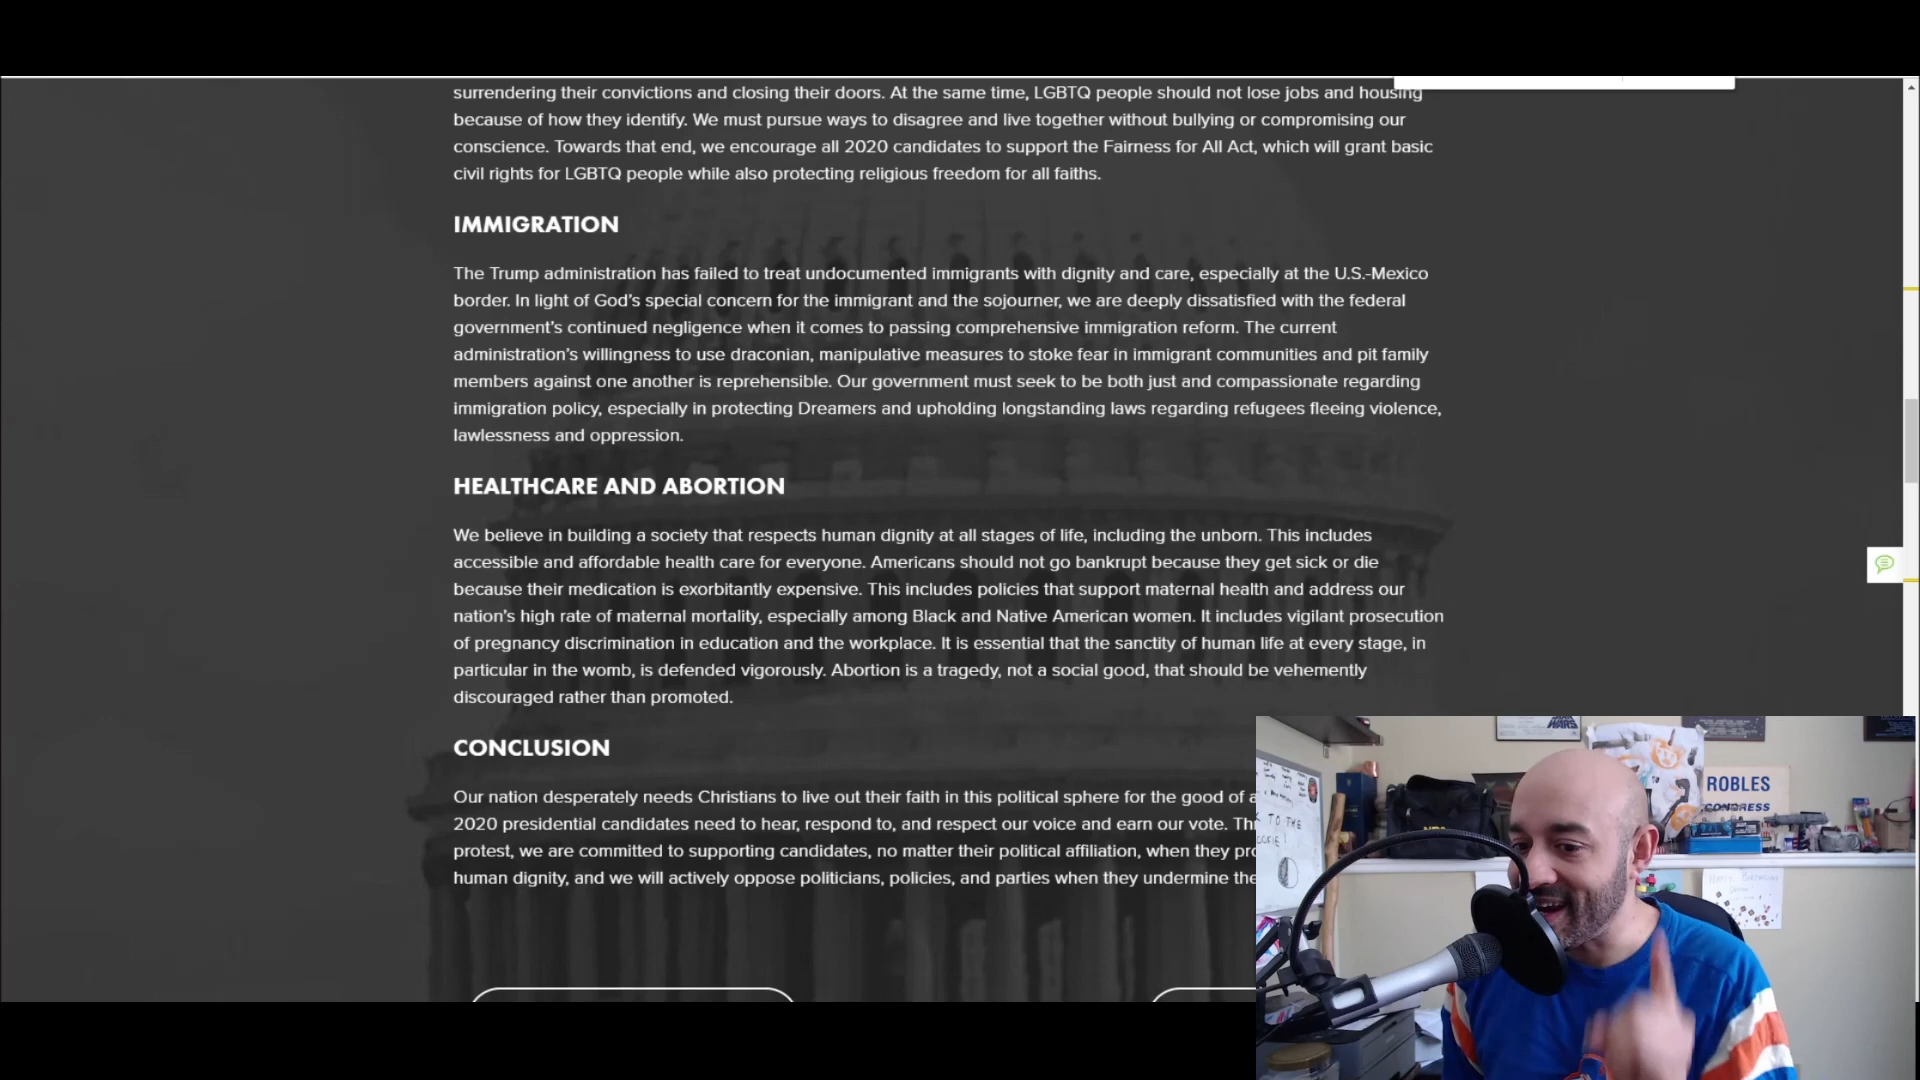 surrendering their convictions and closing their doors. At the same time, LGBTQ people should not lose jobs and housing
because of how they identify. We must pursue ways to disagree and live together without bullying or compromising our
conscience. Towards that end, we encourage all 2020 candidates to support the Fairness for All Act, which will grant basic
civil rights for LGBTQ people while also protecting religious freedom for all faiths.
IMMIGRATION
The Trump administration has failed to treat undocumented immigrants with dignity and care, especially at the U.S.-Mexico
border. In light of God’s special concern for the immigrant and the sojourner, we are deeply dissatisfied with the federal
government’s continued negligence when it comes to passing comprehensive immigration reform. The current
administration’s willingness to use draconian, manipulative measures to stoke fear in immigrant communities and pit family
members against one another is reprehensible. Our government must seek to be both just and compassionate regarding
immigration policy, especially in protecting Dreamers and upholding longstanding laws regarding refugees fleeing violence,
lawlessness and oppression.
HEALTHCARE AND ABORTION
We believe in building a society that respects human dignity at all stages of life, including the unborn. This includes
accessible and affordable health care for everyone. Americans should not go bankrupt because they get sick or die
because their medication is exorbitantly expensive. This includes policies that support maternal health and address our
nation’s high rate of maternal mortality, especially among Black and Native American women. It includes vigilant prosecution
of pregnancy discrimination in education and the workplace. It is essential that the sanctity of human life at every stage, in
particular in the womb, is defended vigorously. Abortion is a tragedy, not a social good, that should be vehemently
discouraged rather than promoted.
CONCLUSION
Our nation desperately needs Christians to live out their faith in this political sphere for the good of
2020 presidential candidates need to hear, respond to, and respect our voice and earn our vote.
protest, we are committed to supporting candidates, no matter their political affiliation, when they
human dignity, and we will actively oppose politicians, policies, and parties when they undermine
WARS
ROBLES
CONGRESS
TO THE